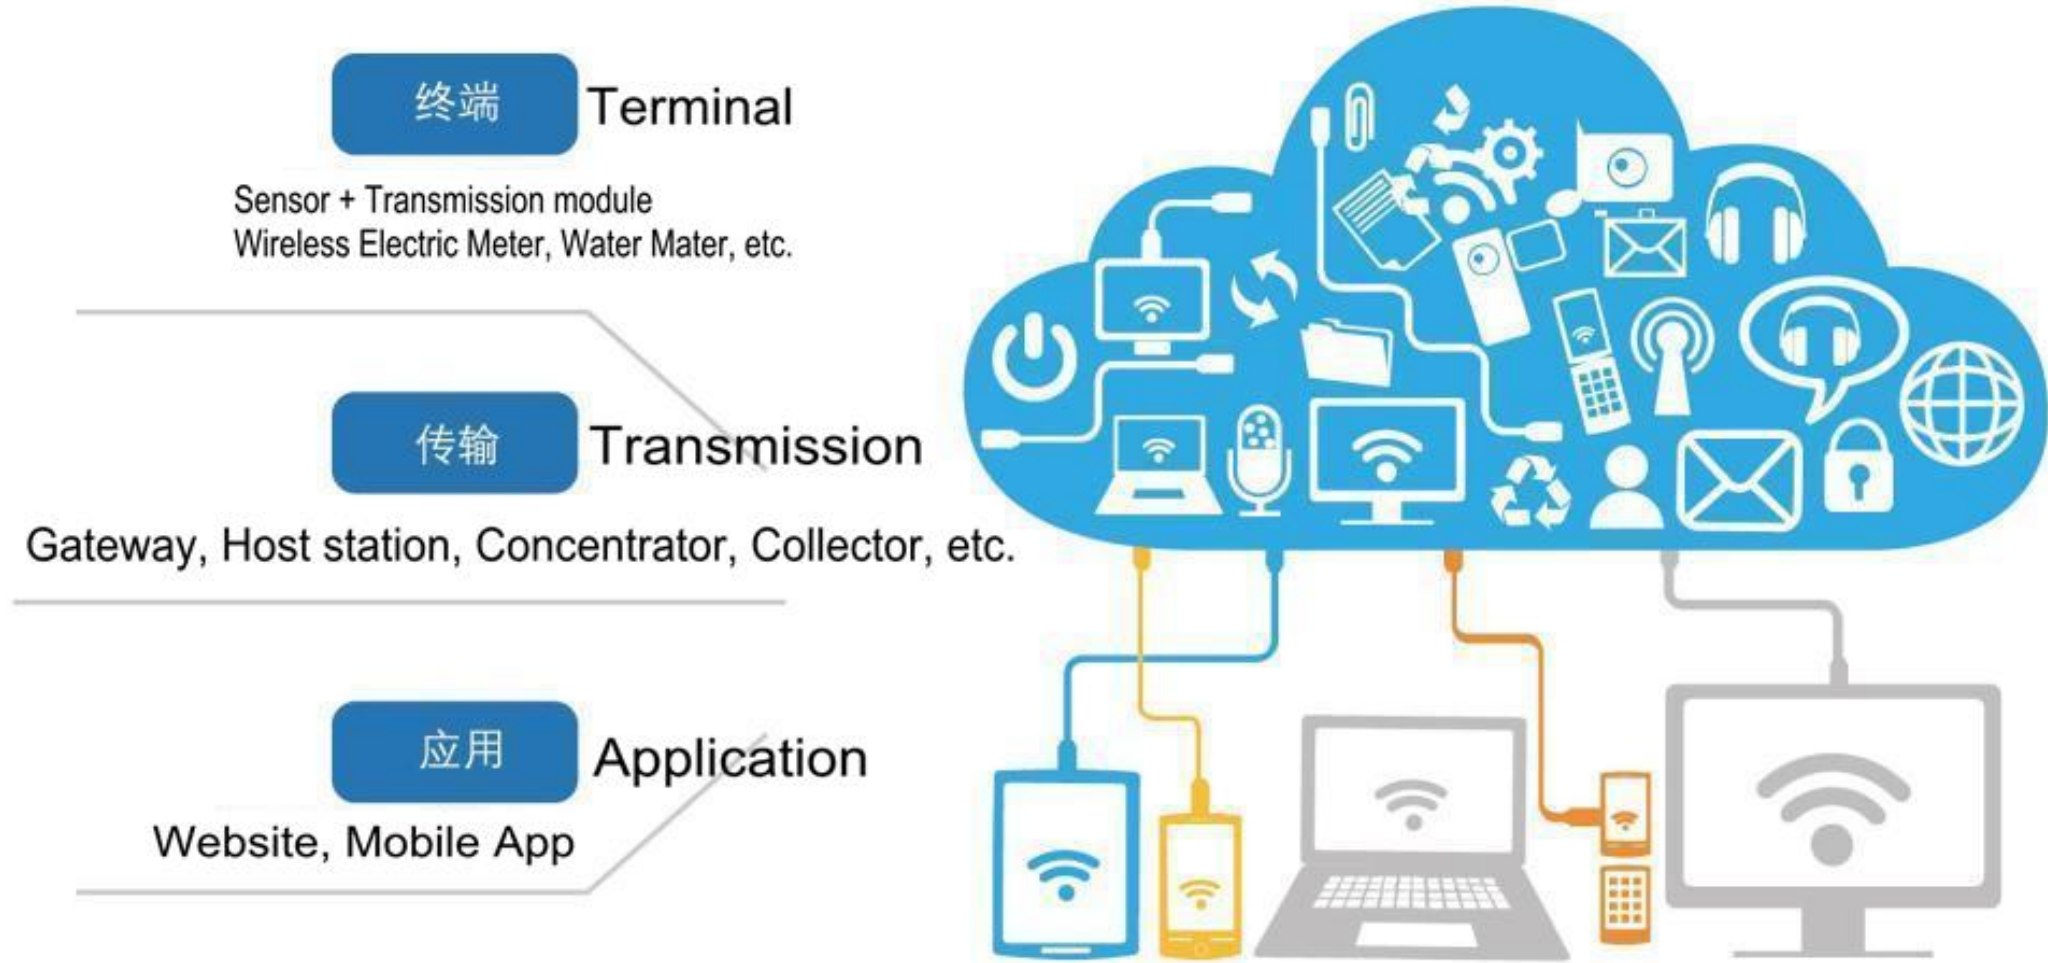 终端 Terminal
Sensor + Transmission module
Wireless Electric Meter, Water Mater, etc.
传输 Transmission
Gateway, Host station, Concentrator, Collector, etc.
应用 Application
Website, Mobile App